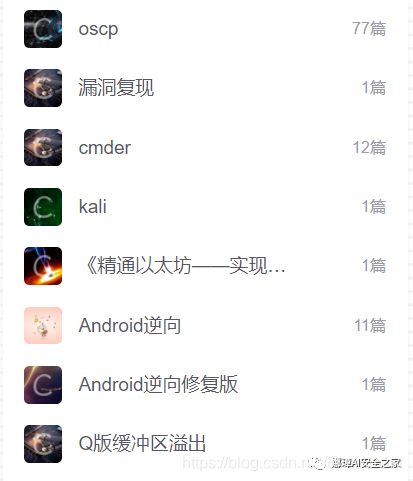 oscp 77篇
漏洞复现 1篇
cmder 12篇
kali 1篇
《精通以太坊——实现… 1篇
Android逆向 11篇
Android逆向修复版 1篇
Q版缓冲区溢出 1篇
https://blog.csdn.n
AI安全之家